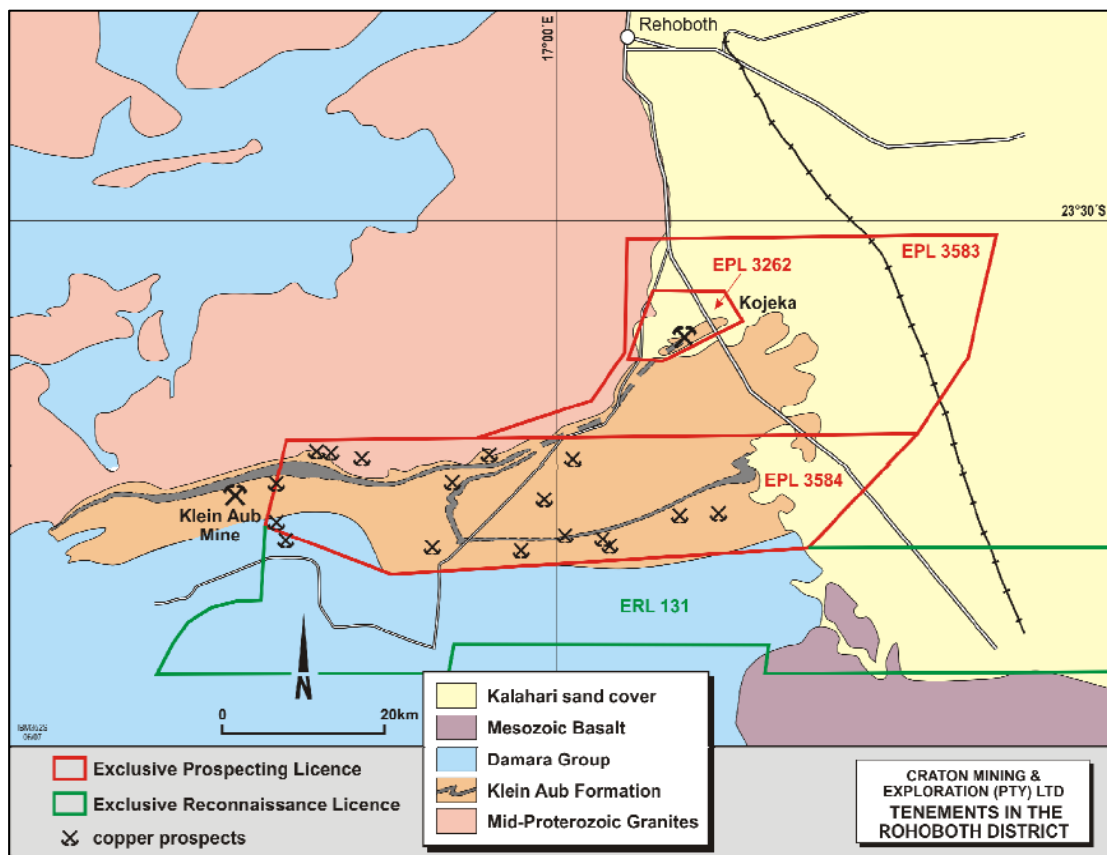 Rehoboth
17°00´E
23°30´S
EPL 3583
EPL 3262
Kojeka
EPL 3584
Klein Aub
Mine
ERL 131
N
0 20km
Kalahari sand cover
Mesozoic Basalt
Damara Group
Klein Aub Formation
Mid-Proterozoic Granites
Exclusive Prospecting Licence
Exclusive Reconnaissance Licence
copper prospects
CRATON MINING &
EXPLORATION (PTY) LTD
TENEMENTS IN THE
ROHOBOTH DISTRICT